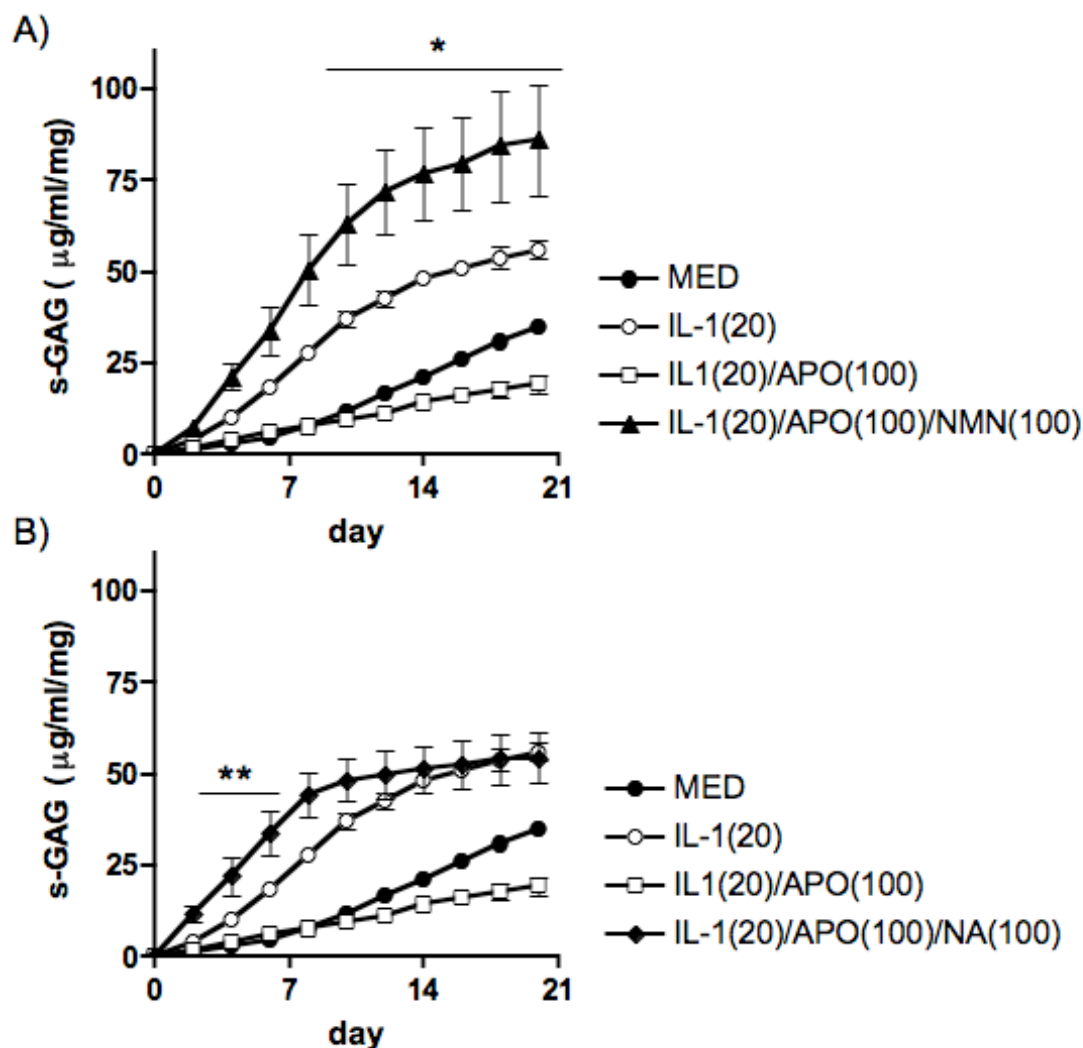 A)
*
100
75
50
25
0
s-GAG ( μg/ml/mg)
0 7 14 21
day
MED
IL-1(20)
IL1(20)/APO(100)
IL-1(20)/APO(100)/NMN(100)
B)
100
75
50
25
0
s-GAG ( μg/ml/mg)
**
0 7 14 21
day
MED
IL-1(20)
IL1(20)/APO(100)
IL-1(20)/APO(100)/NA(100)